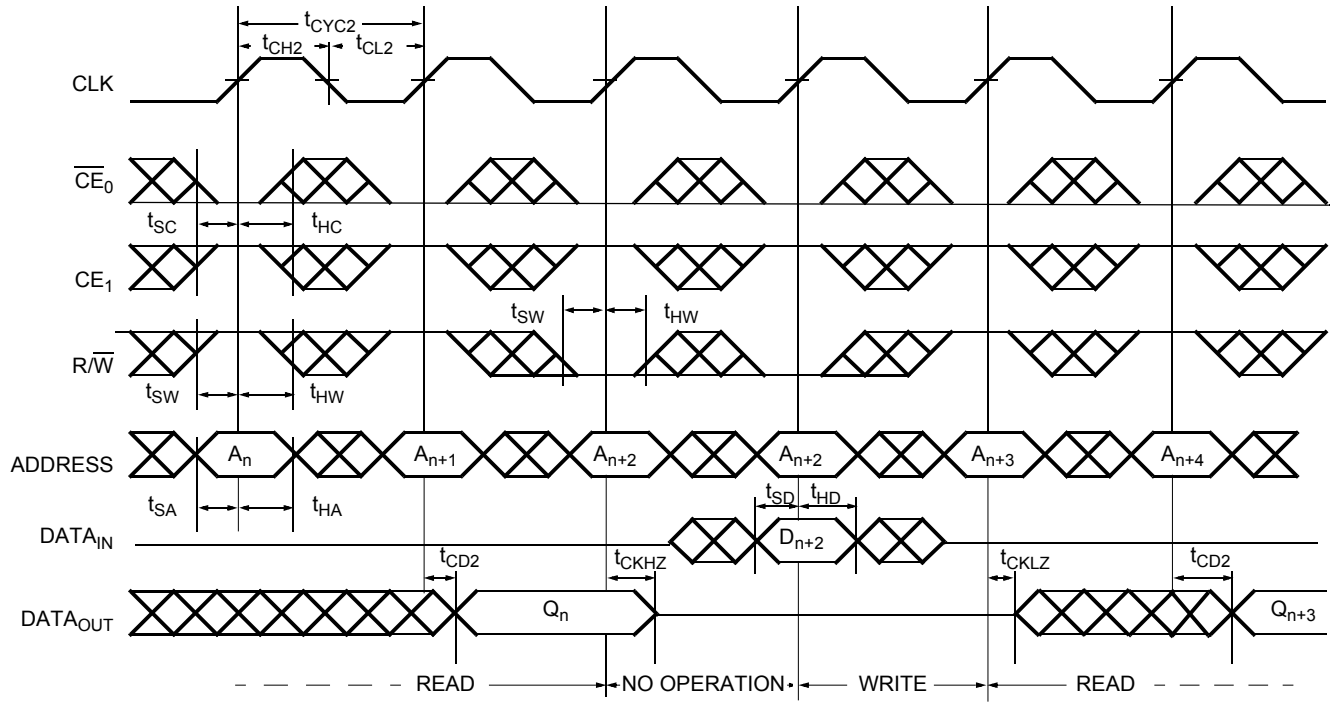 tCYC2
tCH2 tCL2
CLK
CE0
tSC tHC
CE1
tSW tHW
R/W
tSW tHW
ADDRESS An An+1 An+2 An+2 An+3 An+4
tSA tHA tSD tHD
DATAIN Dn+2
tCD2 tCKHZ tCKLZ tCD2
DATAOUT Qn Qn+3
READ NO OPERATION WRITE READ